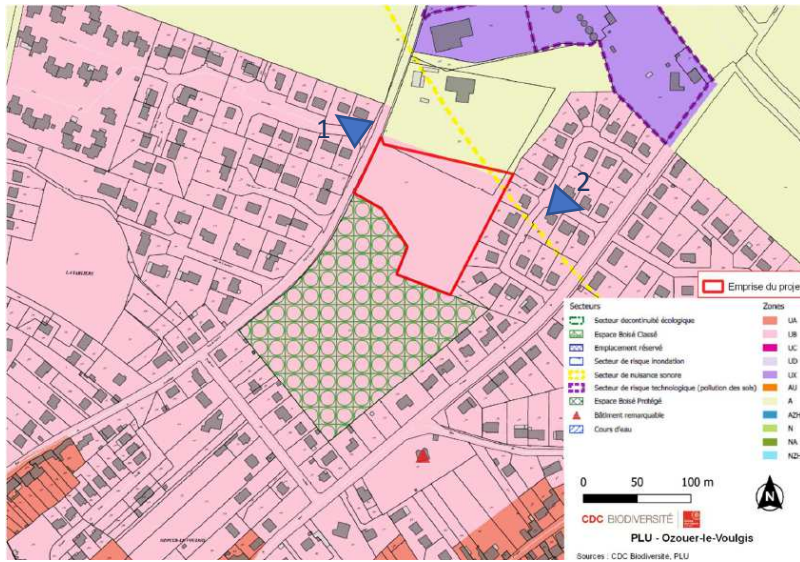 1
2
Emprise du proje
Secteurs
Secteur decontinuité écologique
Espace Boisé Classé
Emplacement réservé
Secteur de risque inondation
Secteur de nuisance sonore
Secteur de risque technologique (pollution des sols)
Espace Boisé Protégé
Bâtiment remarquable
Cours d'eau
Zones
UA
UB
UC
UD
UX
AU
A
AZH
N
NA
NZH
0 50 100 m
N
CDC BIODIVERSITÉ
PLU - Ozouer-le-Voulgis
Sources : CDC Biodiversité, PLU